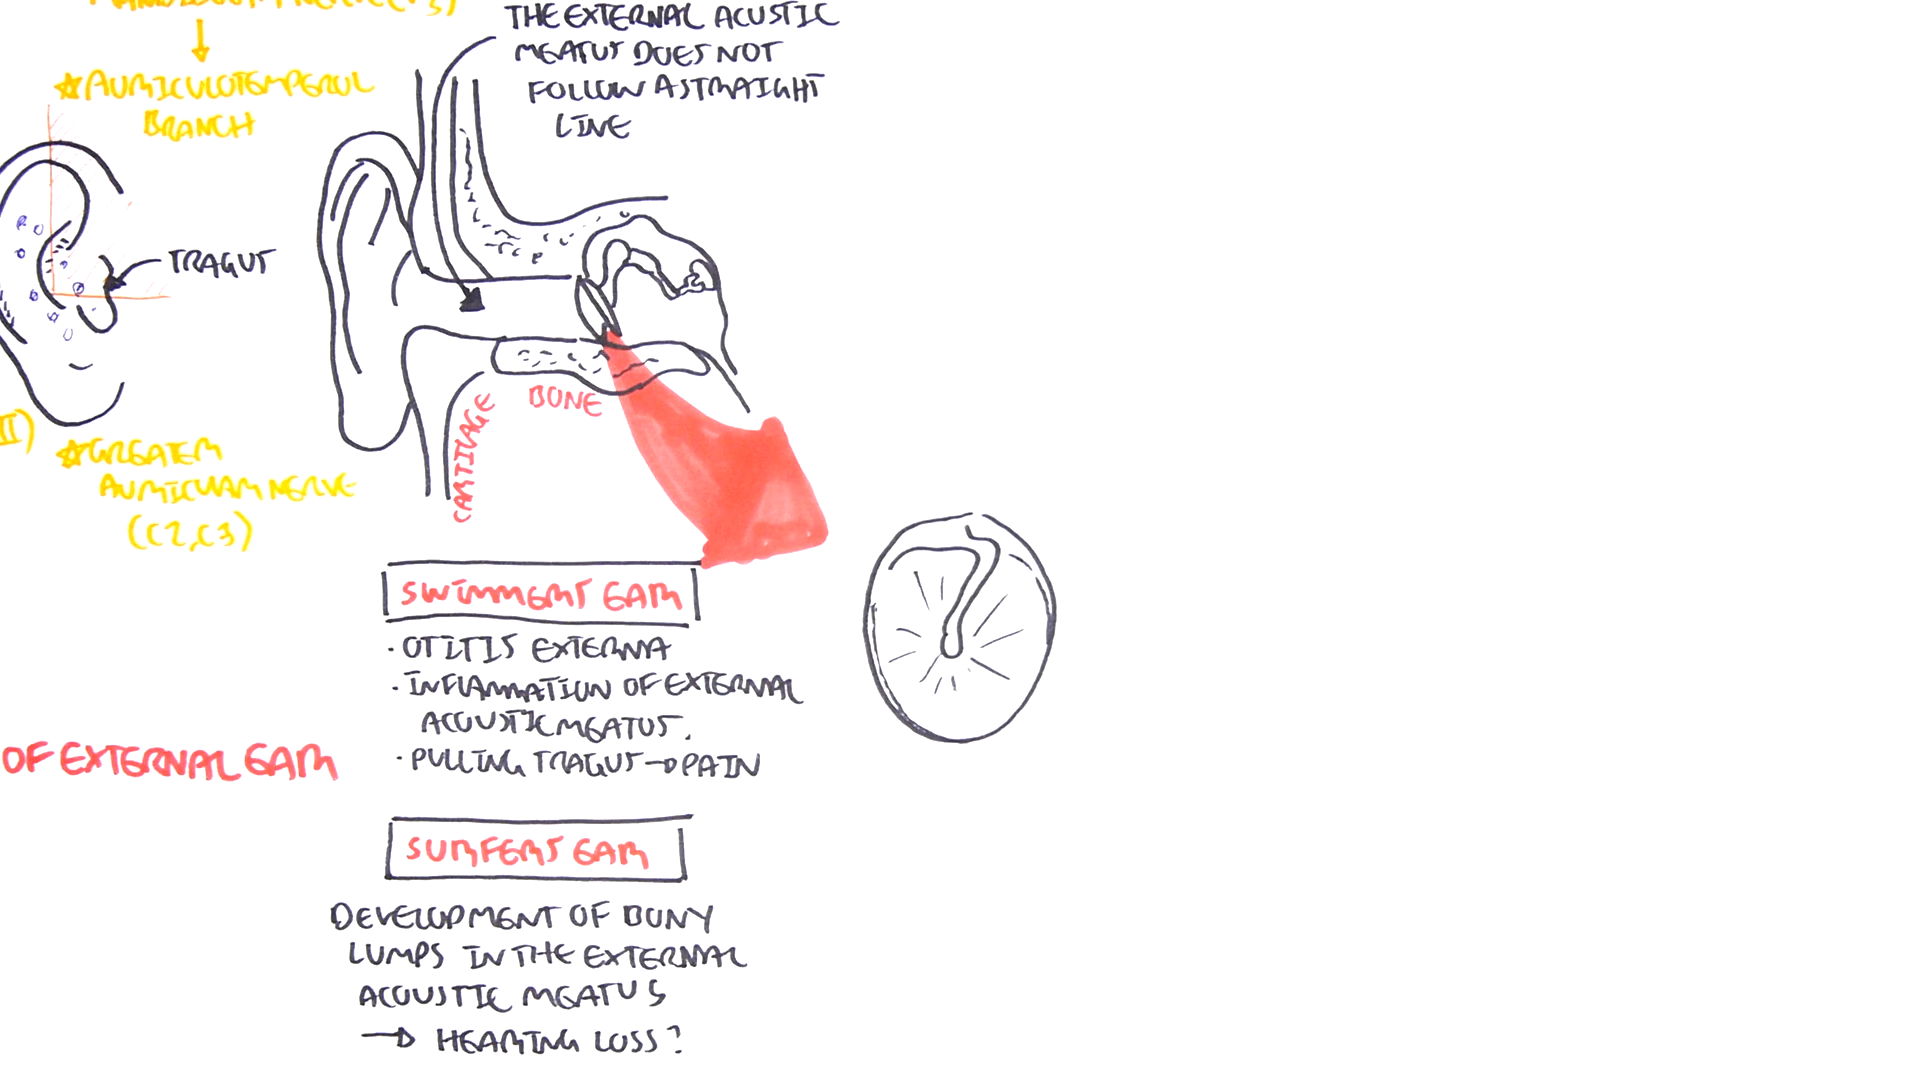 THE EXTERNAL ACUSTIC
MEATUS DOES NOT
FOLLOW A STRAIGHT
LINE
*AURICULOTEMPERUL
BRANCH
TRAGUS
BONE
CARTILAGE
*GREATER
AURICULAR NERVE
(C2,C3)
SWIMMERS EAR
· OTITIS EXTERNA
· INFLAMMATION OF EXTERNAL
ACOUSTIC MEATUS.
· PULLING TRAGUS → PAIN
OF EXTERNAL EAR
SURFERS EAR
DEVELOPMENT OF BONY
LUMPS IN THE EXTERNAL
ACOUSTIC MEATUS
→ HEARING LOSS?